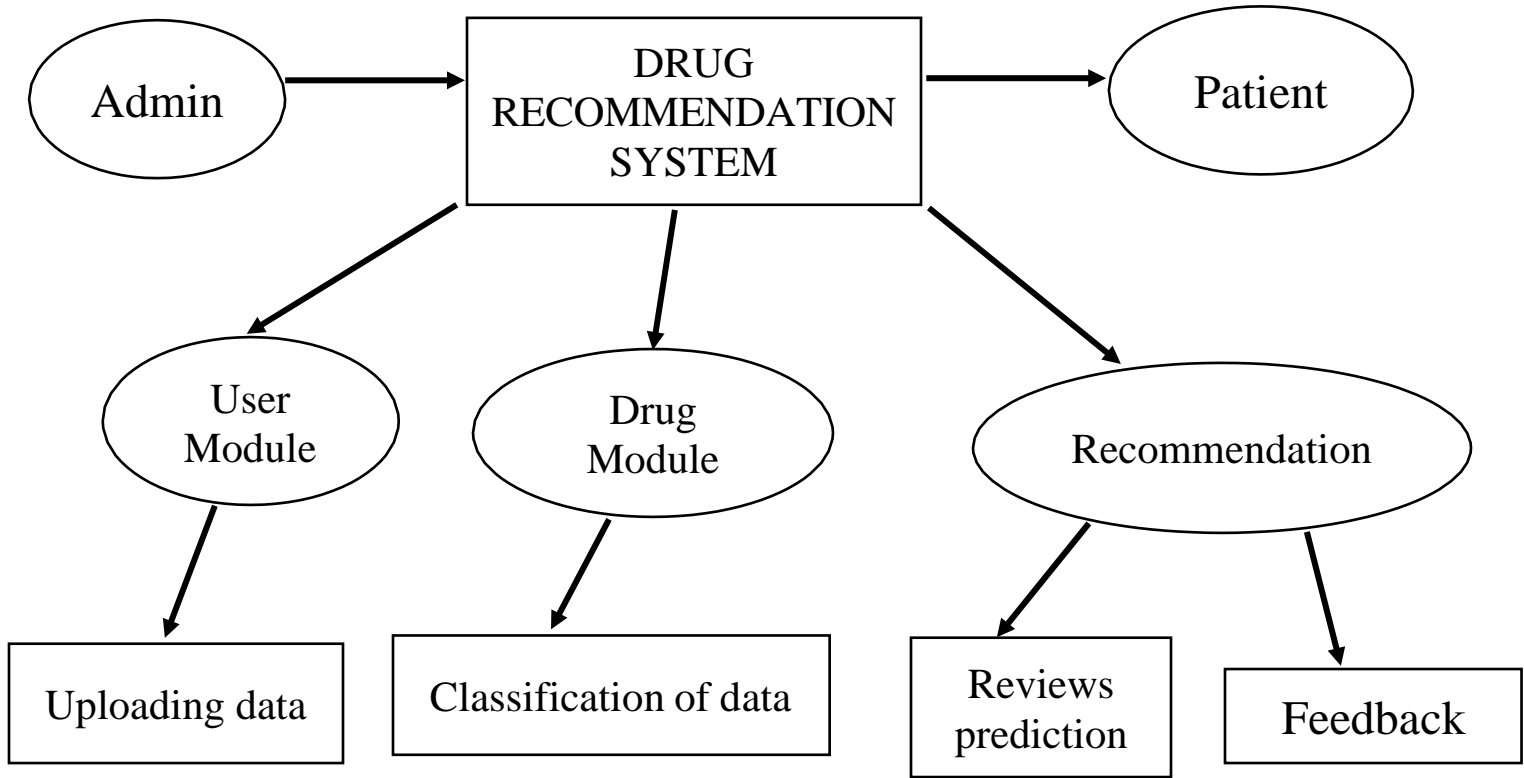 Admin
DRUG
RECOMMENDATION
SYSTEM
Patient
User
Module
Drug
Module
Recommendation
Uploading data
Classification of data
Reviews
prediction
Feedback